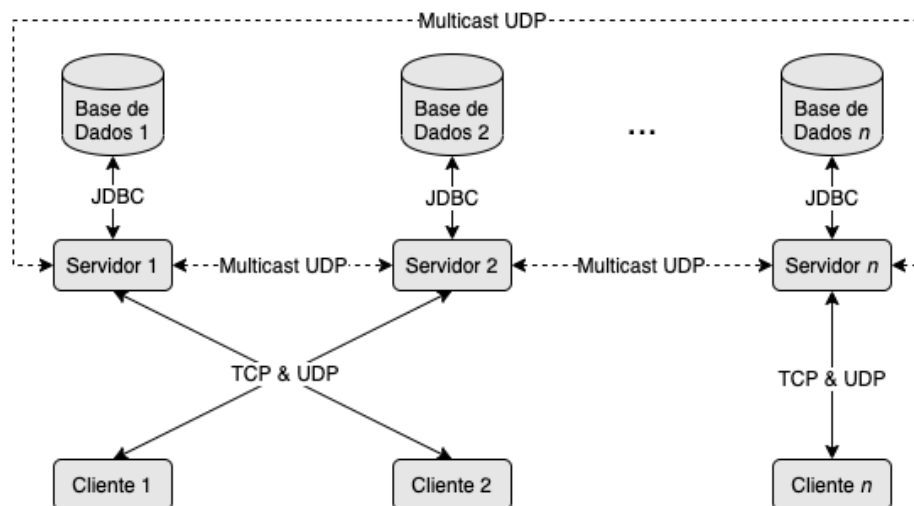 Multicast UDP
Base de
Dados 1
Base de
Dados 2
...
Base de
Dados n
JDBC
JDBC
JDBC
Servidor 1
Multicast UDP
Servidor 2
Multicast UDP
Servidor n
TCP & UDP
TCP & UDP
Cliente 1
Cliente 2
Cliente n